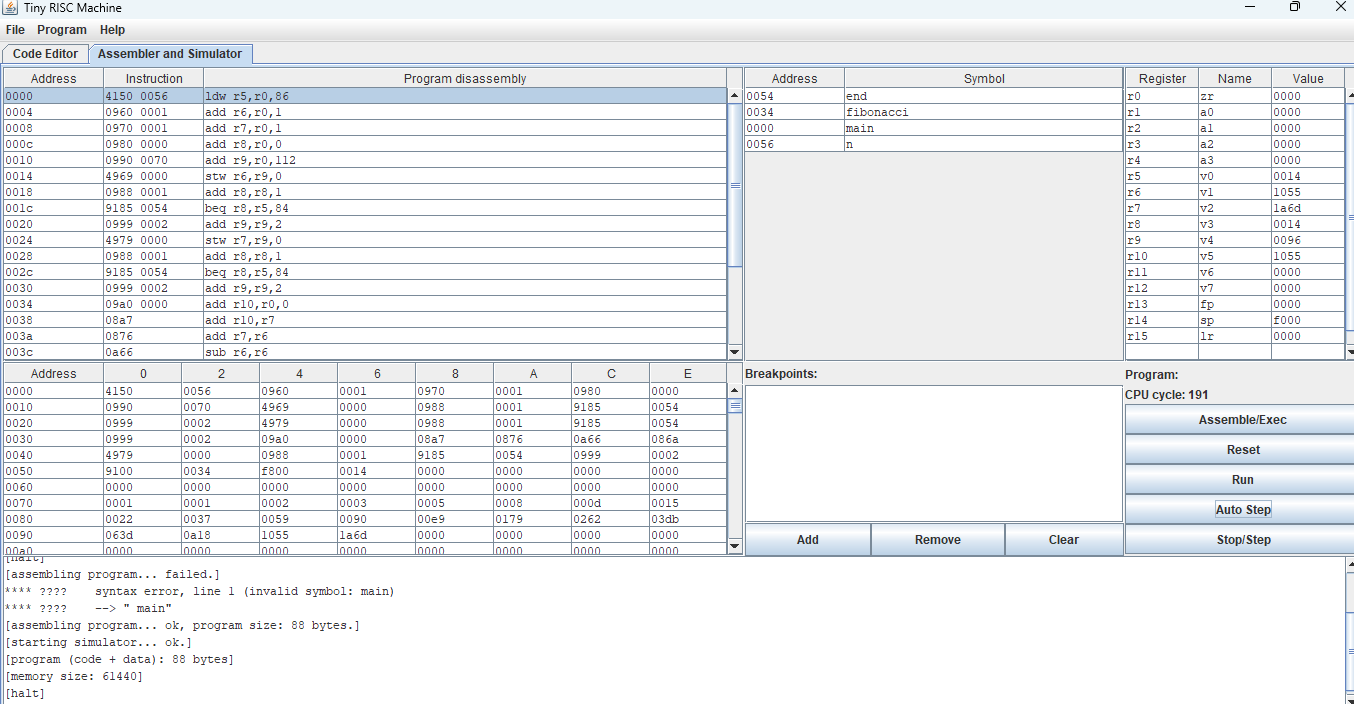 Tiny RISC Machine
File Program Help
Code Editor Assembler and Simulator
Address Instruction Program disassembly
0000 4150 0056 ldw r5,r0,86
0004 0960 0001 add r6,r0,1
0008 0970 0001 add r7,r0,1
000c 0980 0000 add r8,r0,0
0010 0990 0070 add r9,r0,112
0014 4969 0000 stw r6,r9,0
0018 0988 0001 add r8,r8,1
001c 9185 0054 beq r8,r5,84
0020 0999 0002 add r9,r9,2
0024 4979 0000 stw r7,r9,0
0028 0988 0001 add r8,r8,1
002c 9185 0054 beq r8,r5,84
0030 0999 0002 add r9,r9,2
0034 09a0 0000 add r10,r0,0
0038 08a7 add r10,r7
003a 0876 add r7,r6
003c 0a66 sub r6,r6
Address Symbol
0054 end
0034 fibonacci
0000 main
0056 n
Register Name Value
r0 zr 0000
r1 a0 0000
r2 a1 0000
r3 a2 0000
r4 a3 0000
r5 v0 0014
r6 v1 1055
r7 v2 1a6d
r8 v3 0014
r9 v4 0096
r10 v5 1055
r11 v6 0000
r12 v7 0000
r13 fp 0000
r14 sp f000
r15 lr 0000
Address 0 2 4 6 8 A C E
0000 4150 0056 0960 0001 0970 0001 0980 0000
0010 0990 0070 4969 0000 0988 0001 9185 0054
0020 0999 0002 4979 0000 0988 0001 9185 0054
0030 0999 0002 09a0 0000 08a7 0876 0a66 086a
0040 4979 0000 0988 0001 9185 0054 0999 0002
0050 9100 0034 f800 0014 0000 0000 0000 0000
0060 0000 0000 0000 0000 0000 0000 0000 0000
0070 0001 0001 0002 0003 0005 0008 000d 0015
0080 0022 0037 0059 0090 00e9 0179 0262 03db
0090 063d 0a18 1055 1a6d 0000 0000 0000 0000
00a0 0000 0000 0000 0000 0000 0000 0000 0000
Breakpoints:
Add Remove Clear
Program:
CPU cycle: 191
Assemble/Exec
Reset
Run
Auto Step
Stop/Step
[halt]
[assembling program... failed.]
**** ???? syntax error, line 1 (invalid symbol: main)
**** ???? --> " main"
[assembling program... ok, program size: 88 bytes.]
[starting simulator... ok.]
[program (code + data): 88 bytes]
[memory size: 61440]
[halt]